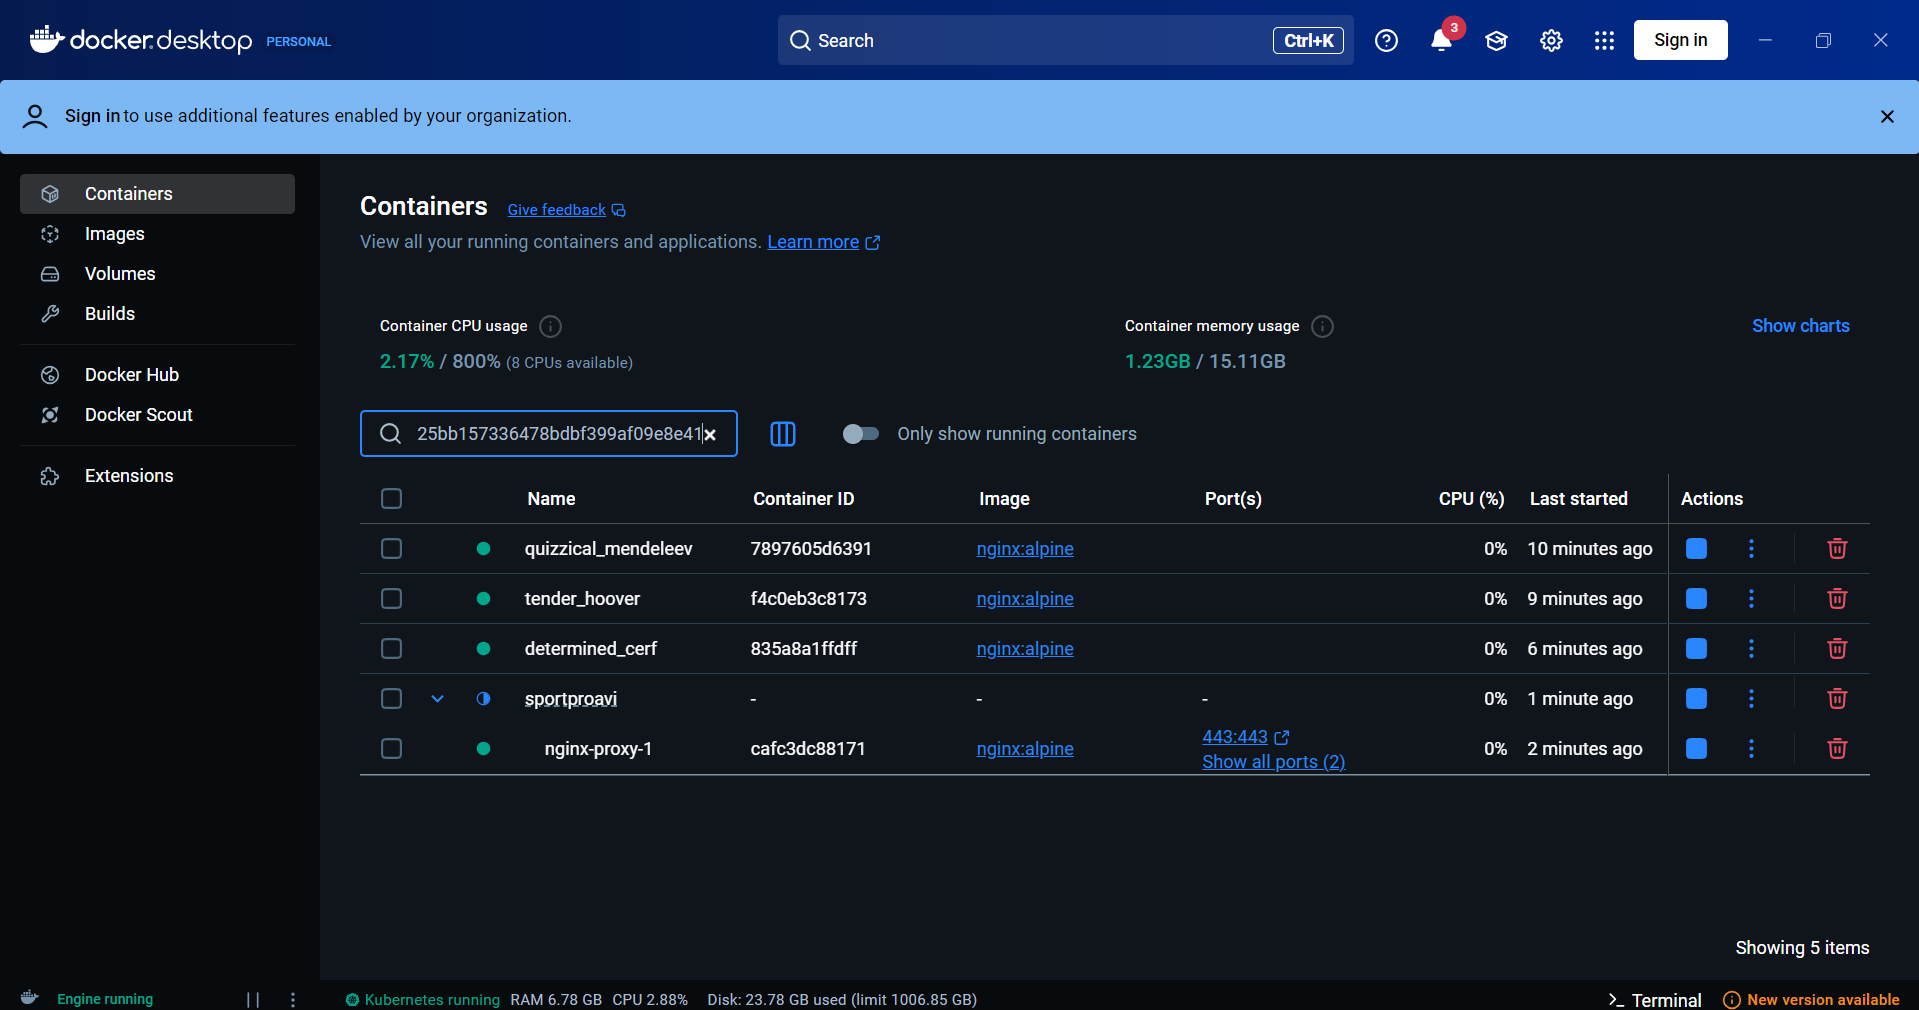 docker.desktop PERSONAL
Search
Ctrl+K
3
Sign in
Sign in to use additional features enabled by your organization.
Containers
Images
Volumes
Builds
Docker Hub
Docker Scout
Extensions
Containers Give feedback
View all your running containers and applications. Learn more
Container CPU usage
2.17% / 800% (8 CPUs available)
Container memory usage
1.23GB / 15.11GB
Show charts
25bb157336478bdbf399af09e8e41
Only show running containers
Name Container ID Image Port(s) CPU (%) Last started Actions
quizzical_mendeleev 7897605d6391 nginx:alpine 0% 10 minutes ago
tender_hoover f4c0eb3c8173 nginx:alpine 0% 9 minutes ago
determined_cerf 835a8a1ffdff nginx:alpine 0% 6 minutes ago
sportproavi - - - 0% 1 minute ago
nginx-proxy-1 cafc3dc88171 nginx:alpine 443:443 0% 2 minutes ago
Show all ports (2)
Showing 5 items
Engine running
Kubernetes running RAM 6.78 GB CPU 2.88% Disk: 23.78 GB used (limit 1006.85 GB)
Terminal
New version available